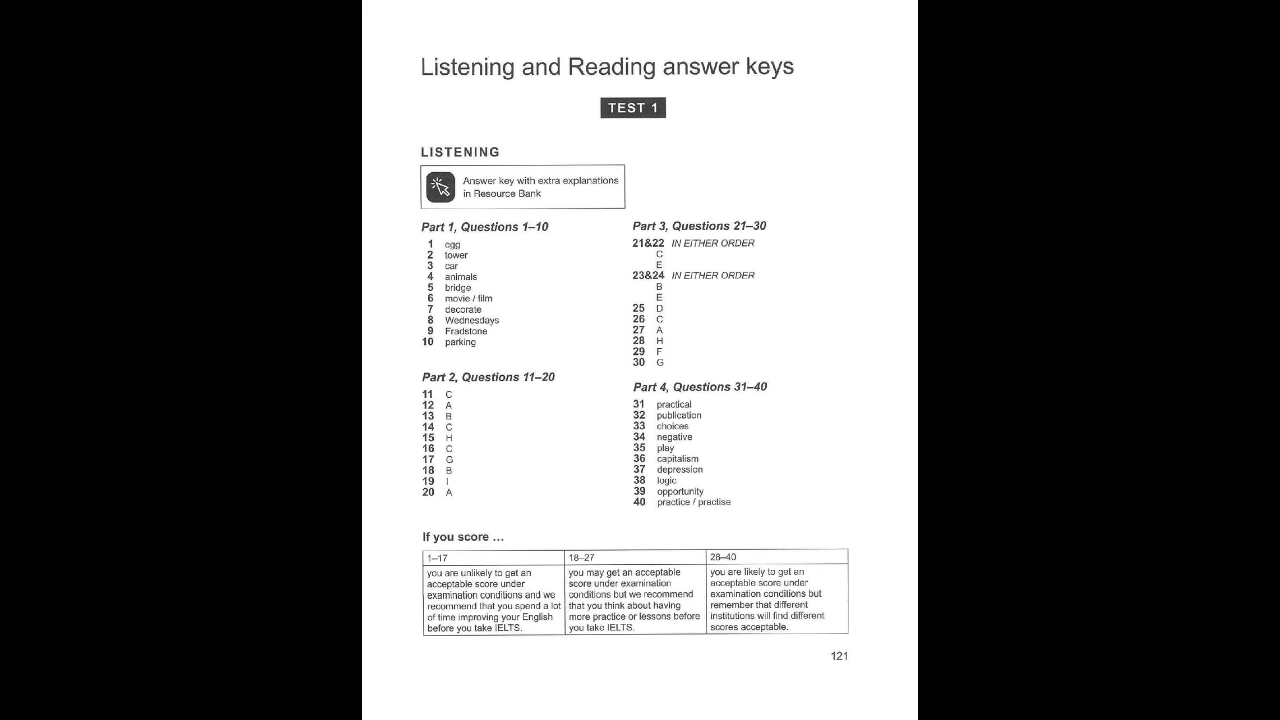 Listening and Reading answer keys
TEST 1
LISTENING
Answer key with extra explanations
in Resource Bank
Part 1, Questions 1–10
1 egg
2 tower
3 car
4 animals
5 bridge
6 movie / film
7 decorate
8 Wednesdays
9 Fradstone
10 parking
Part 2, Questions 11–20
11 C
12 A
13 B
14 C
15 H
16 C
17 G
18 B
19 I
20 A
Part 3, Questions 21–30
21&22 IN EITHER ORDER
C
E
23&24 IN EITHER ORDER
B
E
25 D
26 C
27 A
28 H
29 F
30 G
Part 4, Questions 31–40
31 practical
32 publication
33 choices
34 negative
35 play
36 capitalism
37 depression
38 logic
39 opportunity
40 practice / practise
If you score ...
1–17
you are unlikely to get an
acceptable score under
examination conditions and we
recommend that you spend a lot
of time improving your English
before you take IELTS.
18–27
you may get an acceptable
score under examination
conditions but we recommend
that you think about having
more practice or lessons before
you take IELTS.
28–40
you are likely to get an
acceptable score under
examination conditions but
remember that different
institutions will find different
scores acceptable.
121